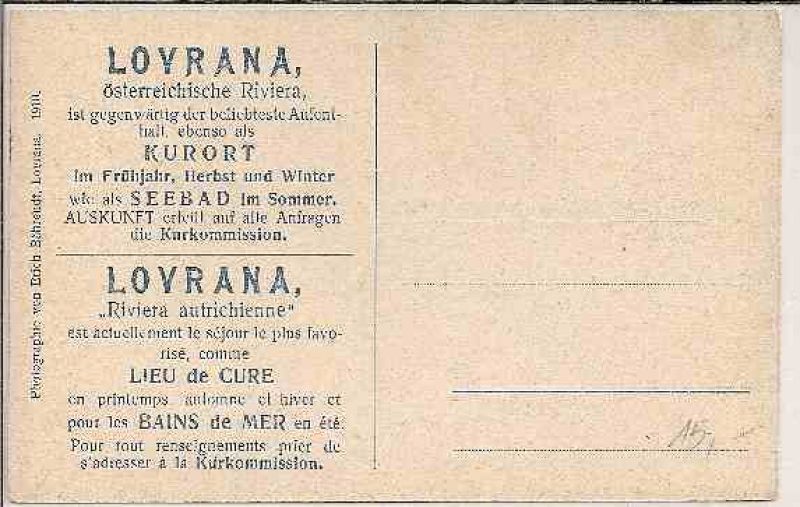 LOVRANA,
österreichische Riviera,
ist gegenwärtig der beliebteste Aufent-
halt, ebenso als
KURORT
im Frühjahr, Herbst und Winter
wie als SEEBAD im Sommer.
AUSKUNFT erteilt auf alle Anfragen
die Kurkommission.
LOVRANA,
„Riviera autrichienne“
est actuellement le séjour le plus favo-
risé, comme
LIEU de CURE
en printemps, automne et hiver et
pour les BAINS de MER en été.
Pour tout renseignements prier de
s'adresser à la Kurkommission.
Photographie von Erich Bährendt, Lovrana. 1910.